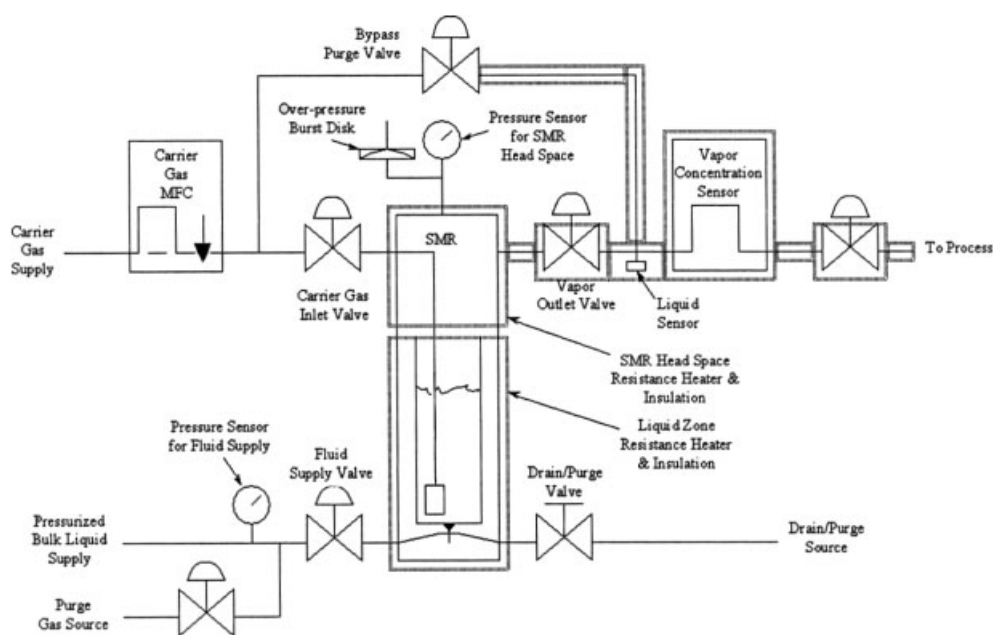 Bypass
Purge Valve
Over-pressure
Burst Disk
Pressure Sensor
for SMR
Head Space
Vapor
Concentration
Sensor
Carrier
Gas
MFC
Carrier
Gas
Supply
SMR
To Process
Carrier Gas
Inlet Valve
Vapor
Outlet Valve
Liquid
Sensor
SMR Head Space
Resistance Heater &
Insulation
Liquid Zone
Resistance Heater
& Insulation
Pressure Sensor
for Fluid Supply
Fluid
Supply Valve
Drain/Purge
Valve
Pressurized
Bulk Liquid
Supply
Drain/Purge
Source
Purge
Gas Source